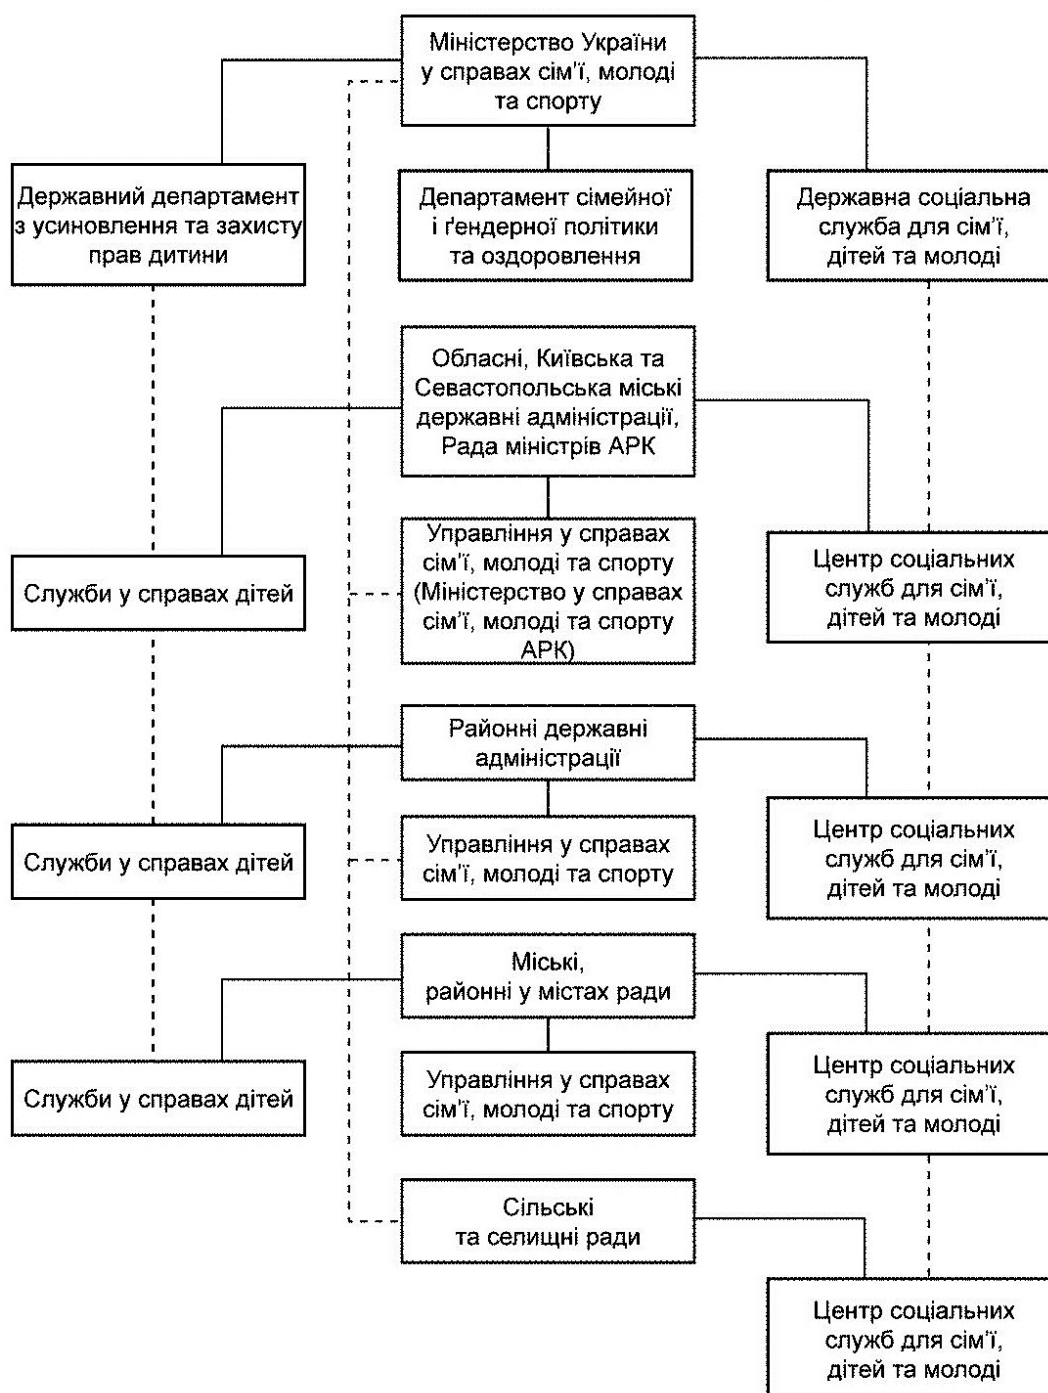 Міністерство України
у справах сім'ї, молоді
та спорту
Державний департамент
з усиновлення та захисту
прав дитини
Департамент сімейної
і ґендерної політики
та оздоровлення
Державна соціальна
служба для сім'ї,
дітей та молоді
Обласні, Київська та
Севастопольська міські
державні адміністрації,
Рада міністрів АРК
Служби у справах дітей
Управління у справах
сім'ї, молоді та спорту
(Міністерство у справах
сім'ї, молоді та спорту
АРК)
Центр соціальних
служб для сім'ї,
дітей та молоді
Районні державні
адміністрації
Служби у справах дітей
Управління у справах
сім'ї, молоді та спорту
Центр соціальних
служб для сім'ї,
дітей та молоді
Міські,
районні у містах ради
Служби у справах дітей
Управління у справах
сім'ї, молоді та спорту
Центр соціальних
служб для сім'ї,
дітей та молоді
Сільські
та селищні ради
Центр соціальних
служб для сім'ї,
дітей та молоді